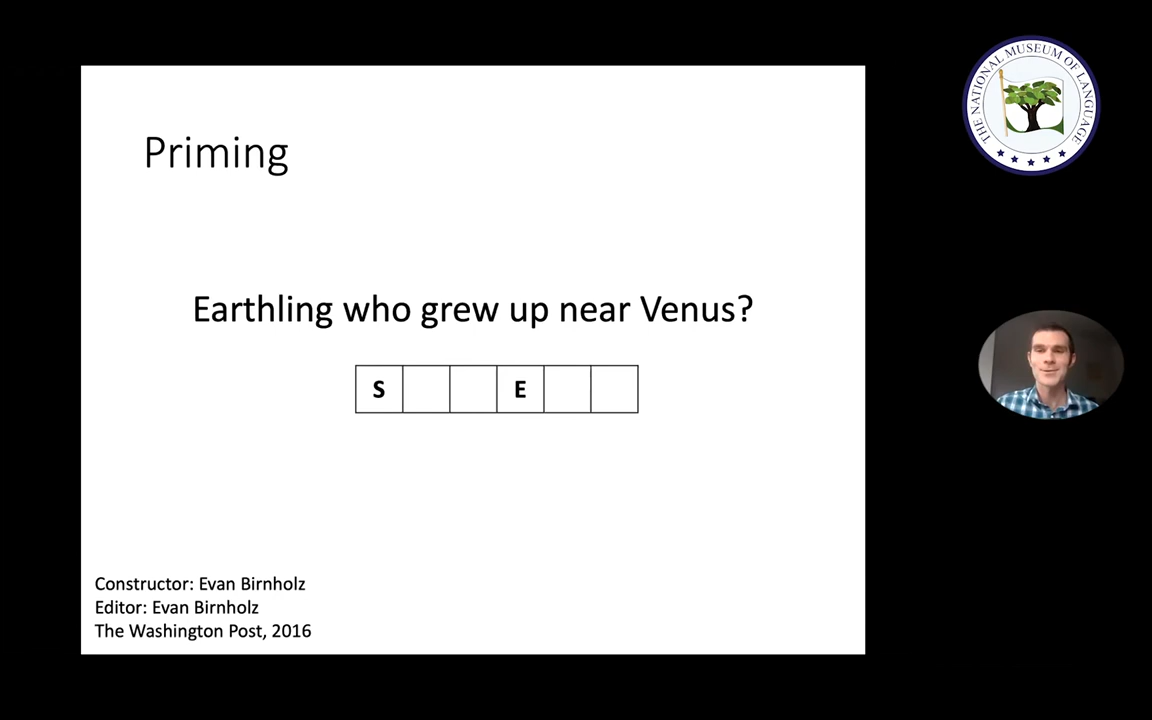 Priming
Earthling who grew up near Venus?
S E
Constructor: Evan Birnholz
Editor: Evan Birnholz
The Washington Post, 2016
THE NATIONAL MUSEUM OF LANGUAGE